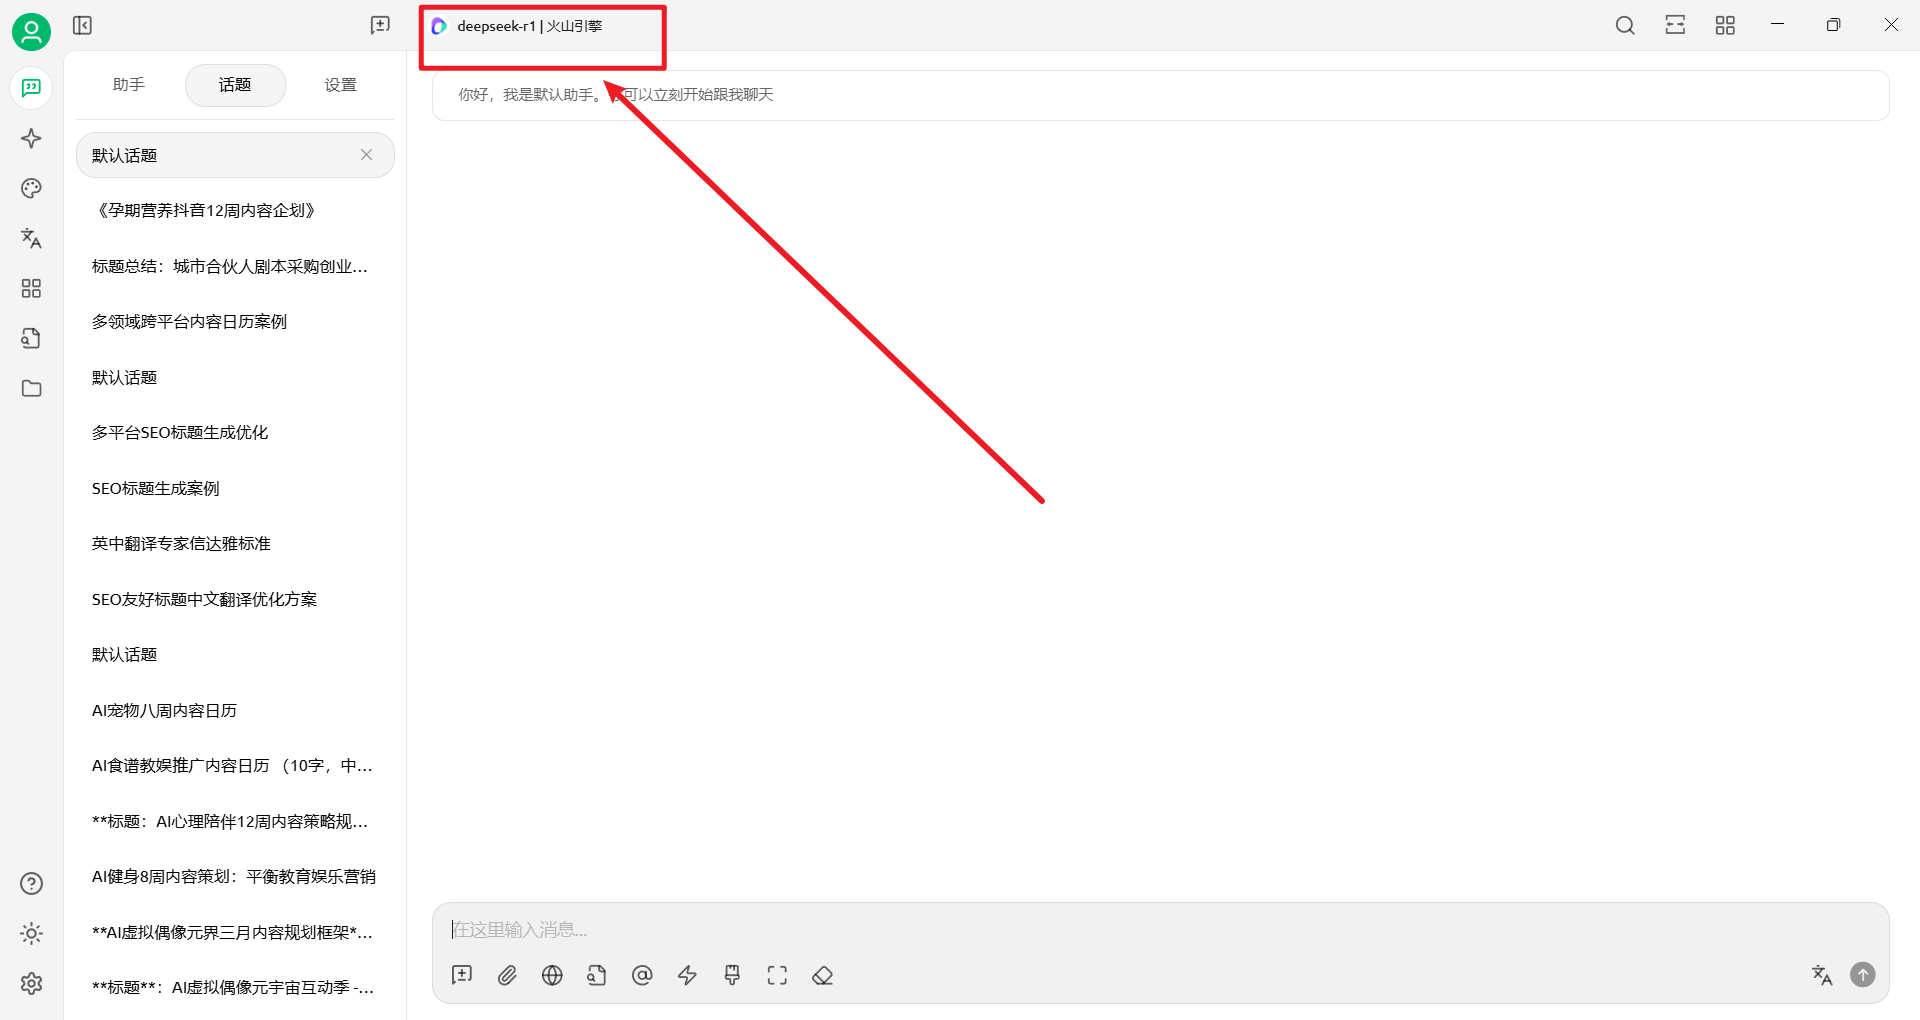 deepseek-r1 | 火山引擎
助手
话题
设置
默认话题
《孕期营养抖音12周内容企划》
标题总结：城市合伙人剧本采购创业...
多领域跨平台内容日历案例
默认话题
多平台SEO标题生成优化
SEO标题生成案例
英中翻译专家信达雅标准
SEO友好标题中文翻译优化方案
默认话题
AI宠物八周内容日历
AI食谱教娱推广内容日历 （10字，中...
**标题：AI心理陪伴12周内容策略规...
AI健身8周内容策划：平衡教育娱乐营销
**AI虚拟偶像元界三月内容规划框架*...
**标题**：AI虚拟偶像元宇宙互动季 -...
你好，我是默认助手。 可以立刻开始跟我聊天
在这里输入消息...